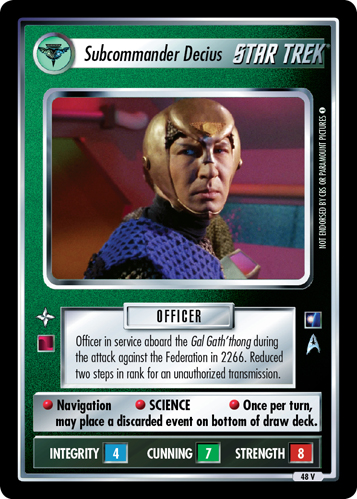 Subcommander Decius STAR TREK
NOT ENDORSED BY CBS OR PARAMOUNT PICTURES
OFFICER
Officer in service aboard the Gal Gath'thong during
the attack against the Federation in 2266. Reduced
two steps in rank for an unauthorized transmission.
• Navigation • SCIENCE • Once per turn,
may place a discarded event on bottom of draw deck.
INTEGRITY 4 CUNNING 7 STRENGTH 8
48 V